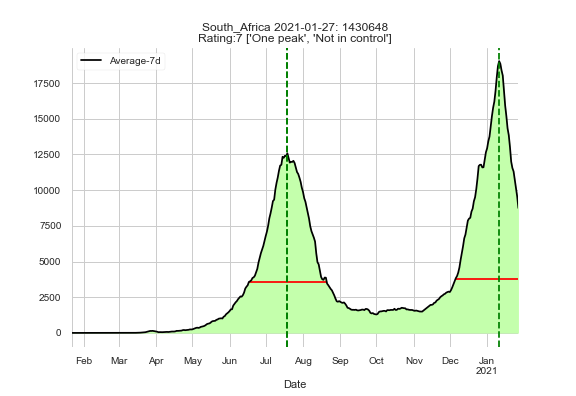 South_Africa 2021-01-27: 1430648
Rating:7 ['One peak', 'Not in control']
Average-7d
17500
15000
12500
10000
7500
5000
2500
0
Feb Mar Apr May Jun Jul Aug Sep Oct Nov Dec Jan
2021
Date